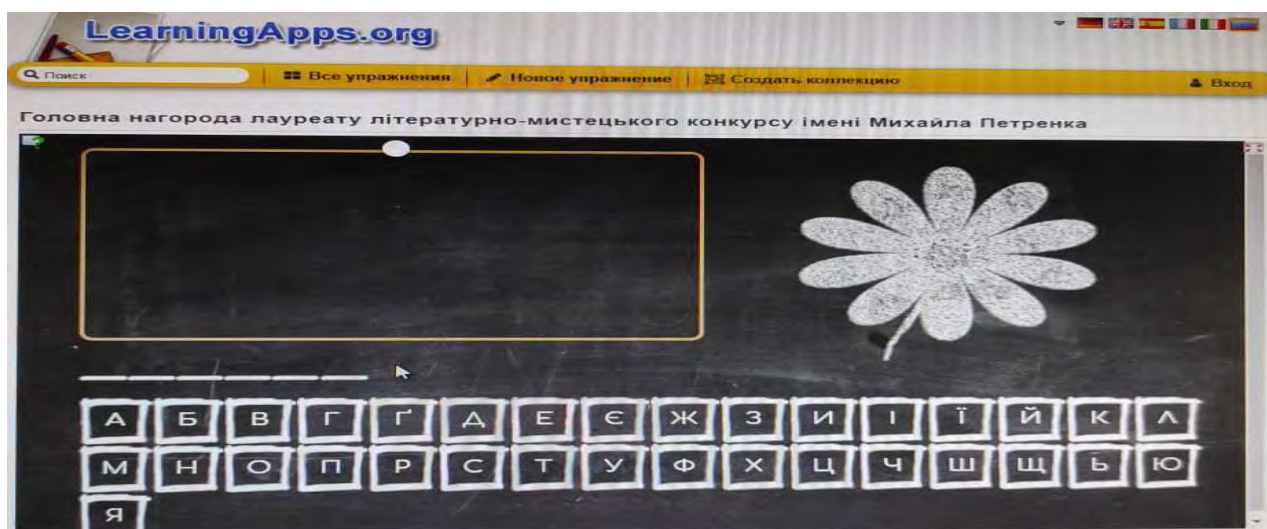 LearningApps.org
Поиск Все упражнения Новое упражнение Создать коллекцию Вход
Головна нагорода лауреату літературно-мистецького конкурсу імені Михайла Петренка
А Б В Г Ґ Д Е Є Ж З И І Ї Й К Л
М Н О П Р С Т У Ф Х Ц Ч Ш Щ Ь Ю
Я